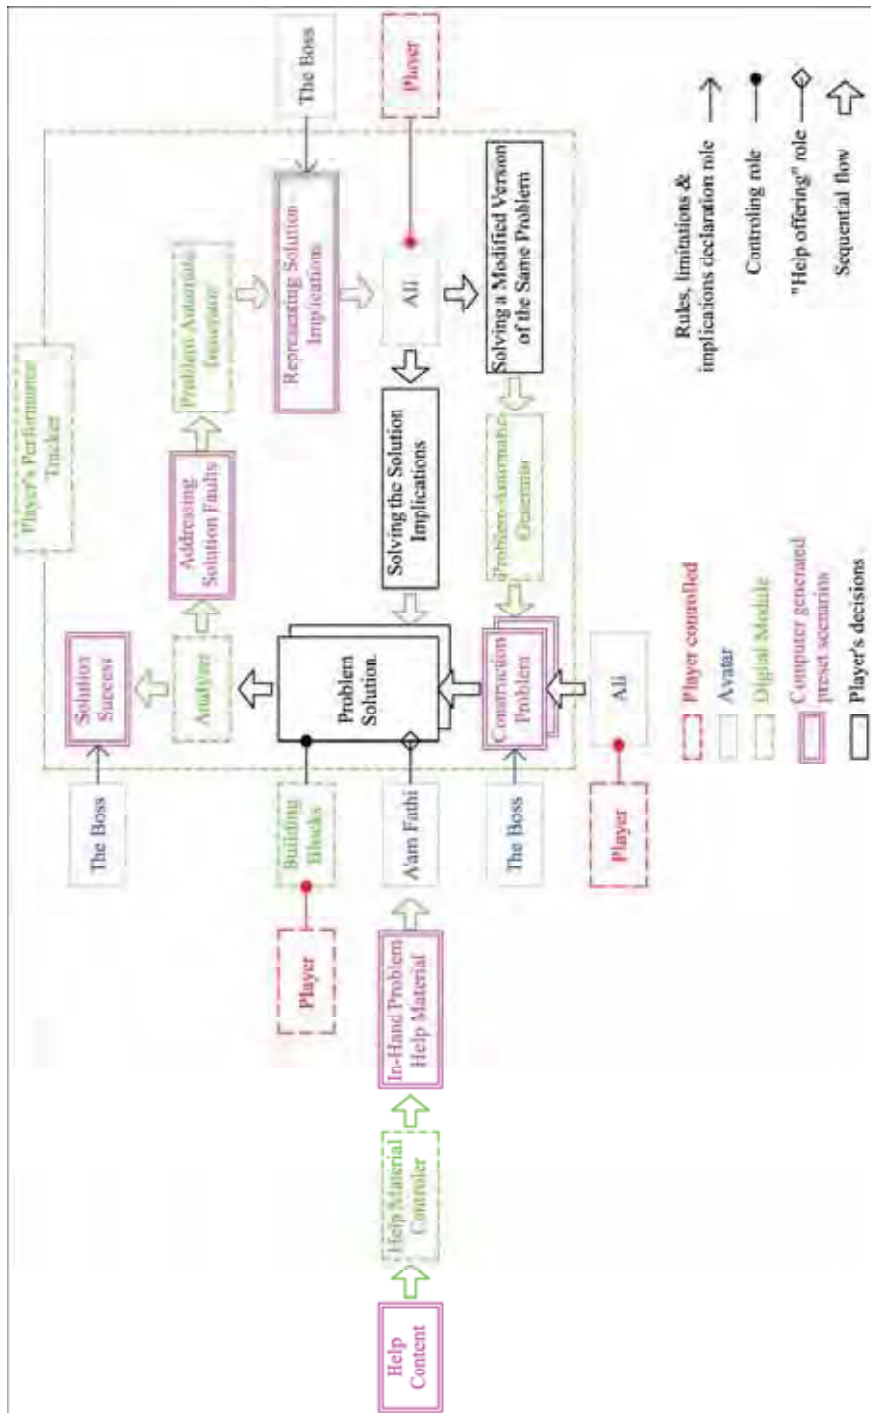 Player's Performance
Tracker
The Boss
Solution
Success
Analyzer
Addressing
Solution Faults
Problem Automatic
Generator
Player
Building
Blocks
Problem
Solution.
Representing Solution
Implications
The Boss
Help
Content
Help Material
Controler
In-Hand Problem
Help Material
A'am Fathi
Solving the Solution
Implications
Ali
Player
The Boss
Construction
Problem
Problem Automatic
Generator
Solving a Modified Version
of the Same Problem
Player
Ali
Player controlled
Avatar
Digial Module
Computer generated
preset scenarios
Player's decisions
Rules, limitations &
implications declaration role
Controling role
"Help offering" role
Sequential flow